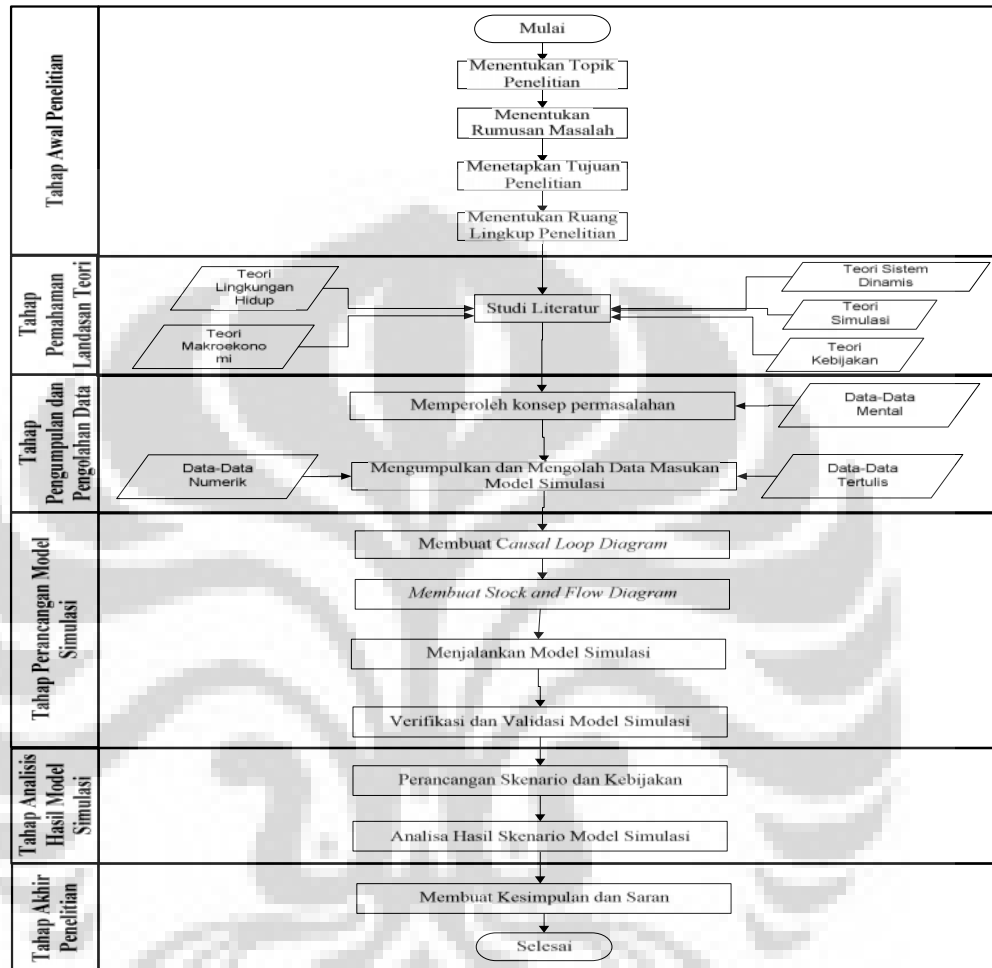 Tahap Awal Penelitian
Mulai
Menentukan Topik
Penelitian
Menentukan
Rumusan Masalah
Menetapkan Tujuan
Penelitian
Menentukan Ruang
Lingkup Penelitian
Tahap
Pemahaman
Landasan Teori
Teori
Lingkungan
Hidup
Teori
Makroekono
mi
Studi Literatur
Teori Sistem
Dinamis
Teori
Simulasi
Teori
Kebijakan
Tahap
Pengumpulan dan
Pengolahan Data
Memperoleh konsep permasalahan
Data-Data
Mental
Data-Data
Numerik
Mengumpulkan dan Mengolah Data Masukan
Model Simulasi
Data-Data
Tertulis
Tahap Perancangan Model
Simulasi
Membuat Causal Loop Diagram
Membuat Stock and Flow Diagram
Menjalankan Model Simulasi
Verifikasi dan Validasi Model Simulasi
Tahap Analisis
Hasil Model
Simulasi
Perancangan Skenario dan Kebijakan
Analisa Hasil Skenario Model Simulasi
Tahap Akhir
Penelitian
Membuat Kesimpulan dan Saran
Selesai